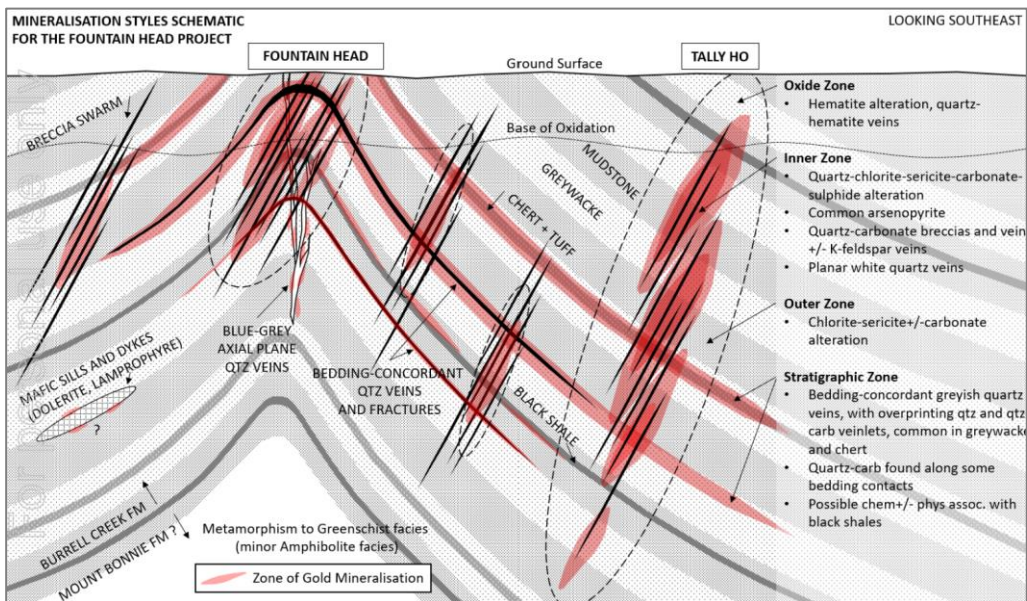 MINERALISATION STYLES SCHEMATIC
FOR THE FOUNTAIN HEAD PROJECT
LOOKING SOUTHEAST
FOUNTAIN HEAD
Ground Surface
TALLY HO
BRECCIA SWARM
Base of Oxidation
MUDSTONE
GREYWACKE
CHERT + TUFF
Oxide Zone
• Hematite alteration, quartz-
hematite veins
Inner Zone
• Quartz-chlorite-sericite-carbonate-
sulphide alteration
• Common arsenopyrite
• Quartz-carbonate breccias and vein
+/- K-feldspar veins
• Planar white quartz veins
Outer Zone
• Chlorite-sericite+/-carbonate
alteration
Stratigraphic Zone
• Bedding-concordant greyish quartz
veins, with overprinting qtz and qtz
carb veinlets, common in greywacke
and chert
• Quartz-carb found along some
bedding contacts
• Possible chem+/- phys assoc. with
black shales
BLUE-GREY
AXIAL PLANE
QTZ VEINS
BEDDING-CONCORDANT
QTZ VEINS
AND FRACTURES
BLACK SHALE
MAFIC SILLS AND DYKES
(DOLERITE, LAMPROPHYRE)
?
BURRELL CREEK FM
MOUNT BONNIE FM ?
Metamorphism to Greenschist facies
(minor Amphibolite facies)
Zone of Gold Mineralisation
For personal use only